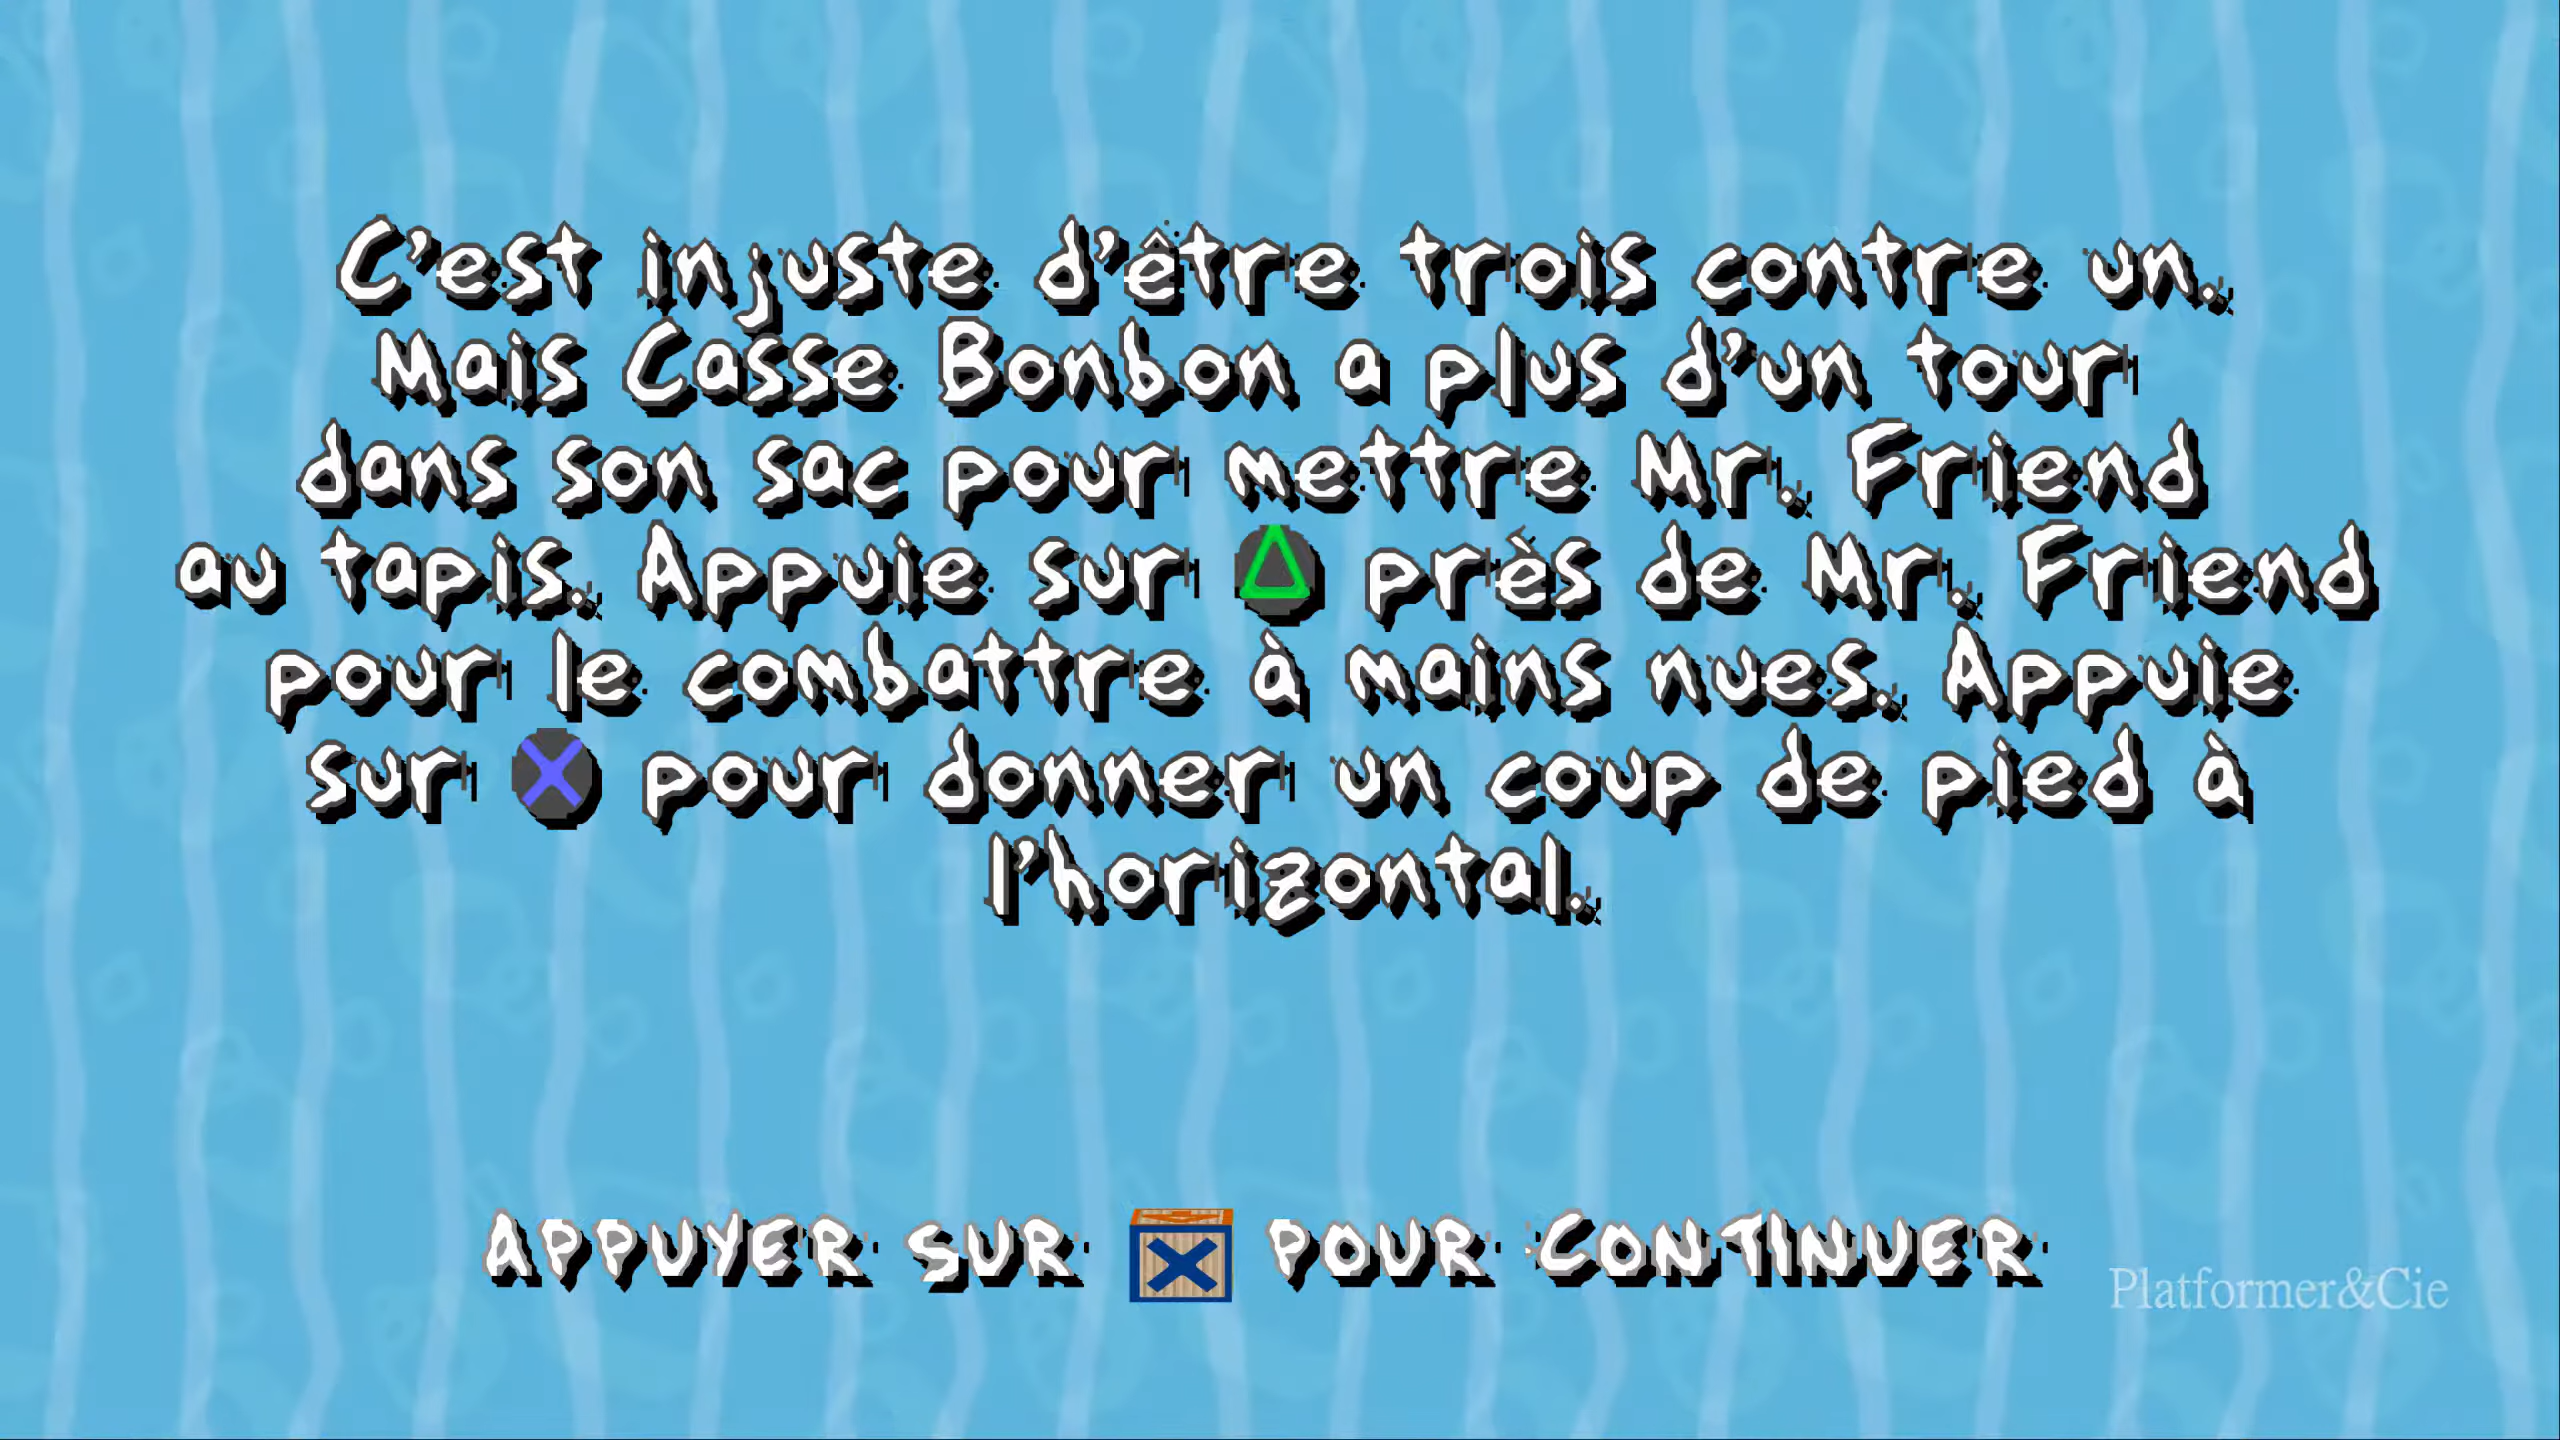 C'est injuste d'être trois contre un.
Mais Casse Bonbon a plus d'un tour
dans son sac pour mettre Mr. Friend
au tapis. Appuie sur △ près de Mr. Friend
pour le combattre à mains nues. Appuie
sur X pour donner un coup de pied à
l'horizontal.
APPUYER SUR X POUR CONTINUER
Platformer&Cie